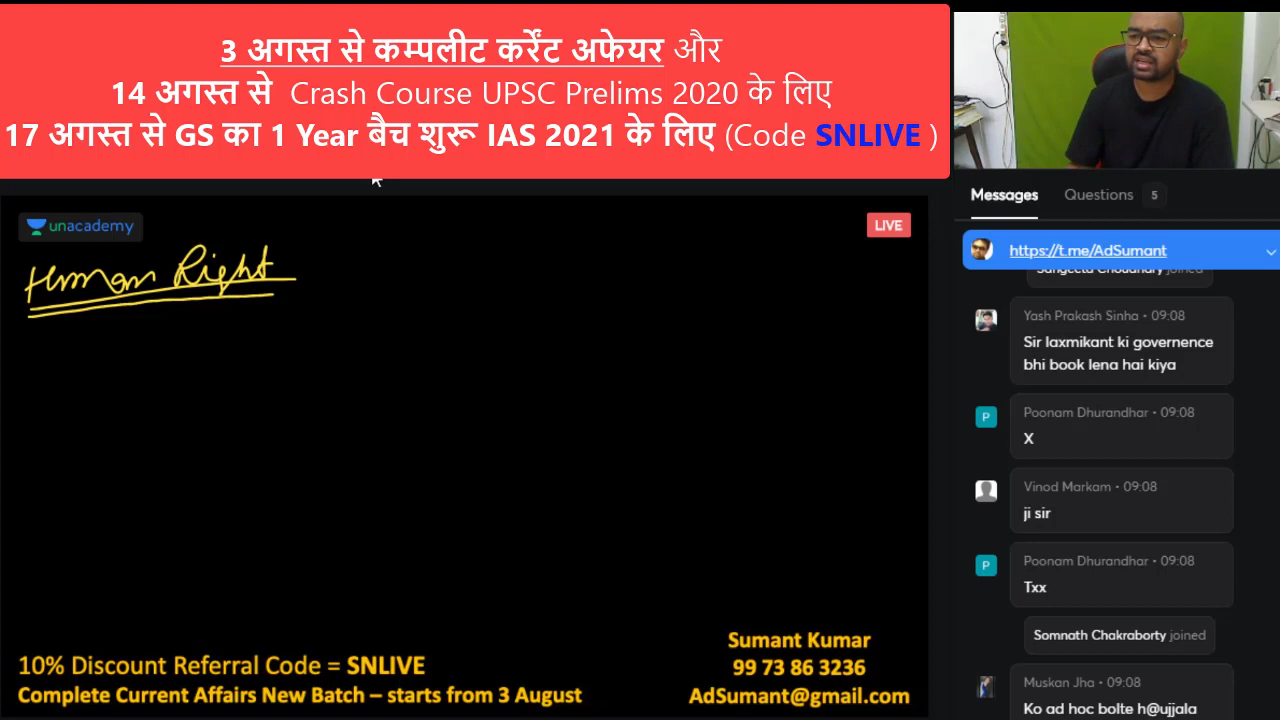 3 अगस्त से कम्पलीट कर्रेंट अफेयर और
14 अगस्त से Crash Course UPSC Prelims 2020 के लिए
17 अगस्त से GS का 1 Year बैच शुरू IAS 2021 के लिए (Code SNLIVE )
unacademy
LIVE
Human Right
10% Discount Referral Code = SNLIVE
Complete Current Affairs New Batch – starts from 3 August
Sumant Kumar
99 73 86 3236
AdSumant@gmail.com
Messages Questions 5
https://t.me/AdSumant
Sangeeta Choudhary joined
Yash Prakash Sinha • 09:08
Sir laxmikant ki governence
bhi book lena hai kiya
P
Poonam Dhurandhar • 09:08
X
Vinod Markam • 09:08
ji sir
P
Poonam Dhurandhar • 09:08
Txx
Somnath Chakraborty joined
Muskan Jha • 09:08
Ko ad hoc bolte h@ujjala